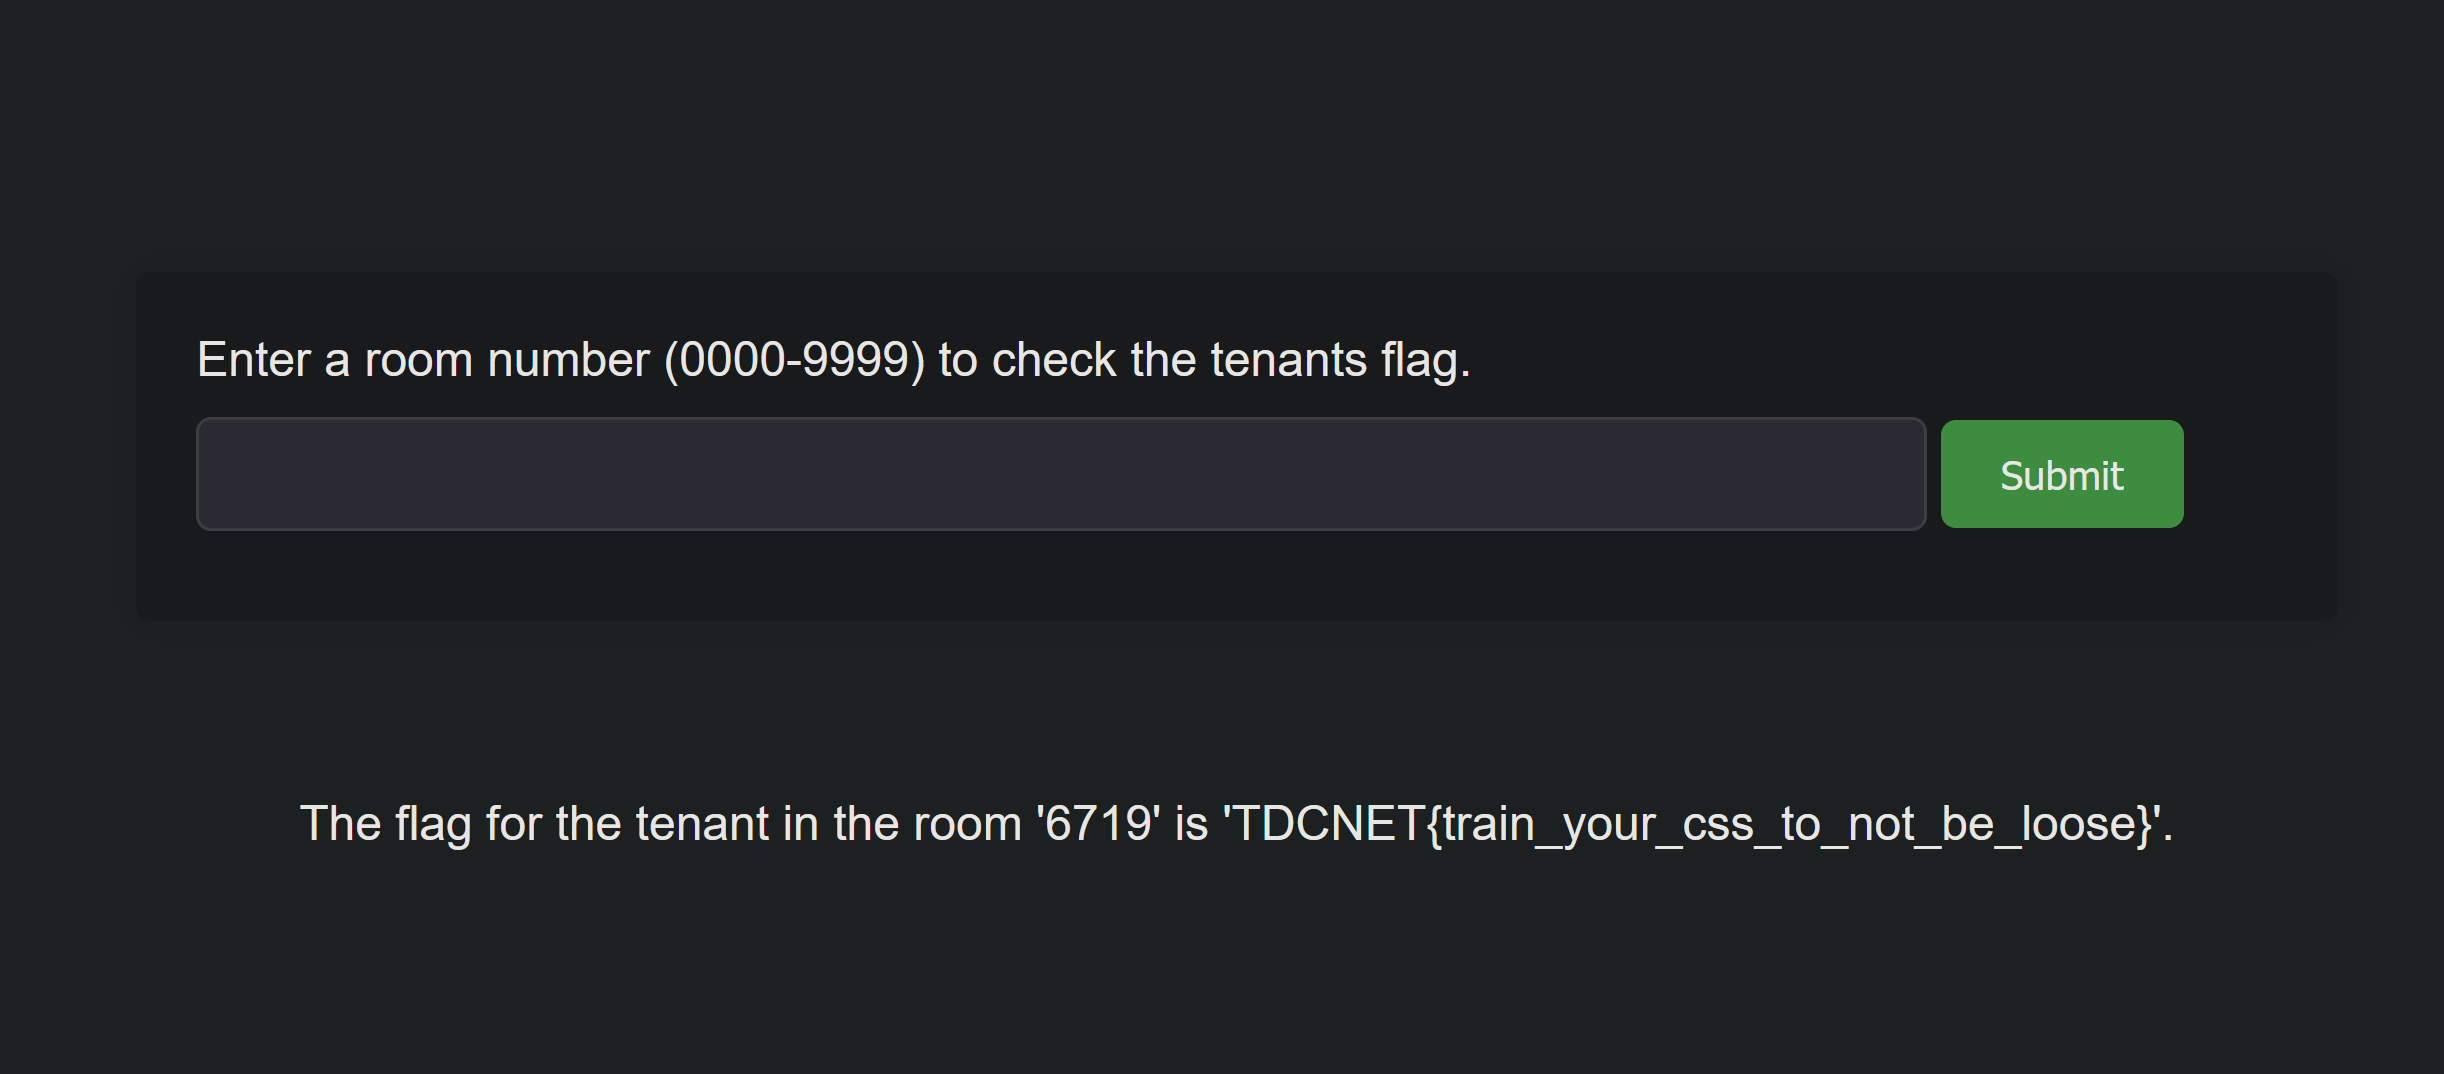 Enter a room number (0000-9999) to check the tenants flag.
Submit
The flag for the tenant in the room '6719' is 'TDCNET{train_your_css_to_not_be_loose}'.